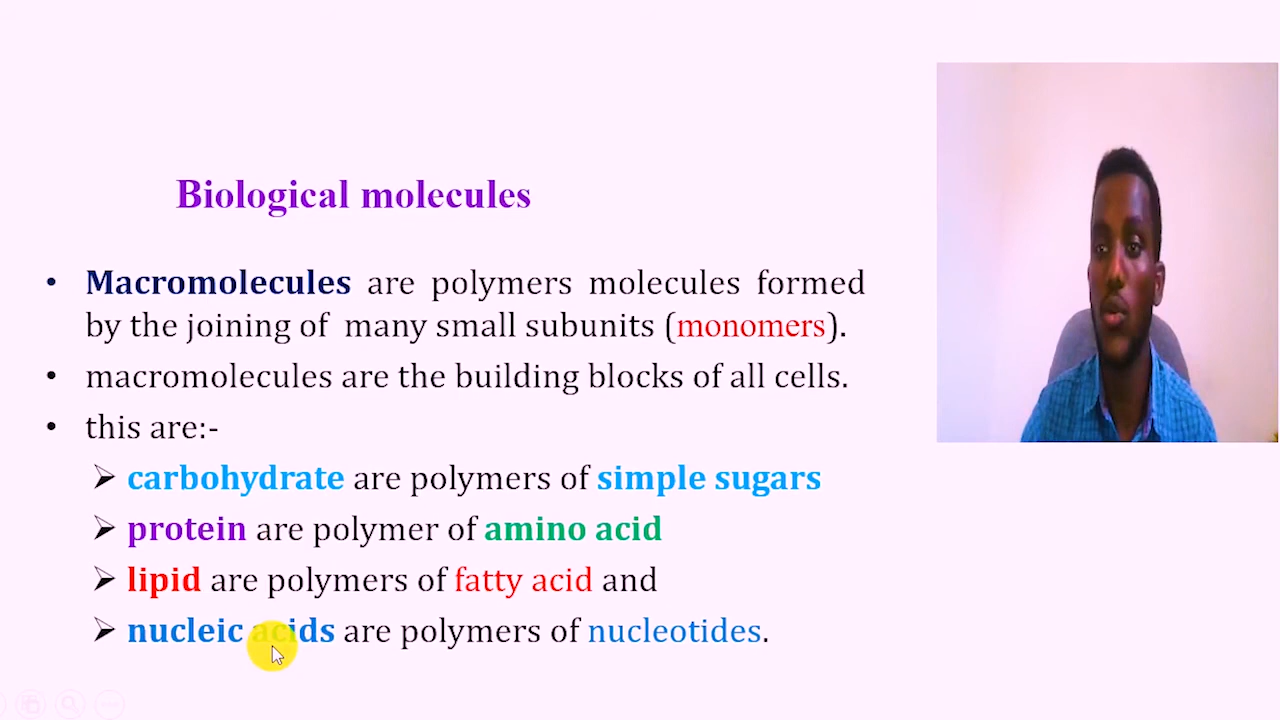 Biological molecules
• Macromolecules are polymers molecules formed
by the joining of many small subunits (monomers).
• macromolecules are the building blocks of all cells.
• this are:-
➢ carbohydrate are polymers of simple sugars
➢ protein are polymer of amino acid
➢ lipid are polymers of fatty acid and
➢ nucleic acids are polymers of nucleotides.